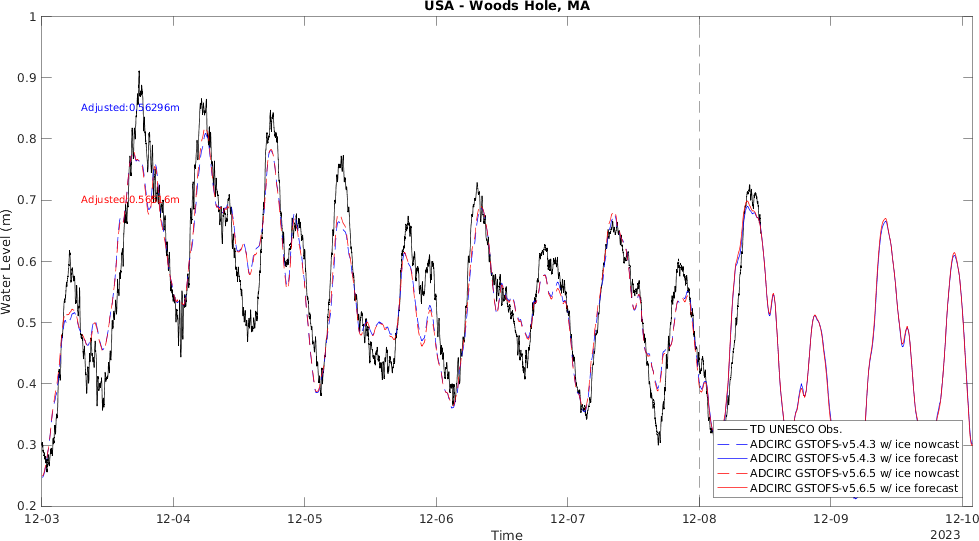 USA - Woods Hole, MA
1
0.9
Adjusted:0.56296m
0.8
0.7
0.6
Water Level (m)
0.5
0.4
0.3
0.2
TD UNESCO Obs.
ADCIRC GSTOFS-v5.4.3 w/ ice nowcast
ADCIRC GSTOFS-v5.4.3 w/ ice forecast
ADCIRC GSTOFS-v5.6.5 w/ ice nowcast
ADCIRC GSTOFS-v5.6.5 w/ ice forecast
12-03 12-04 12-05 12-06 12-07 12-08 12-09 12-10
Time
2023